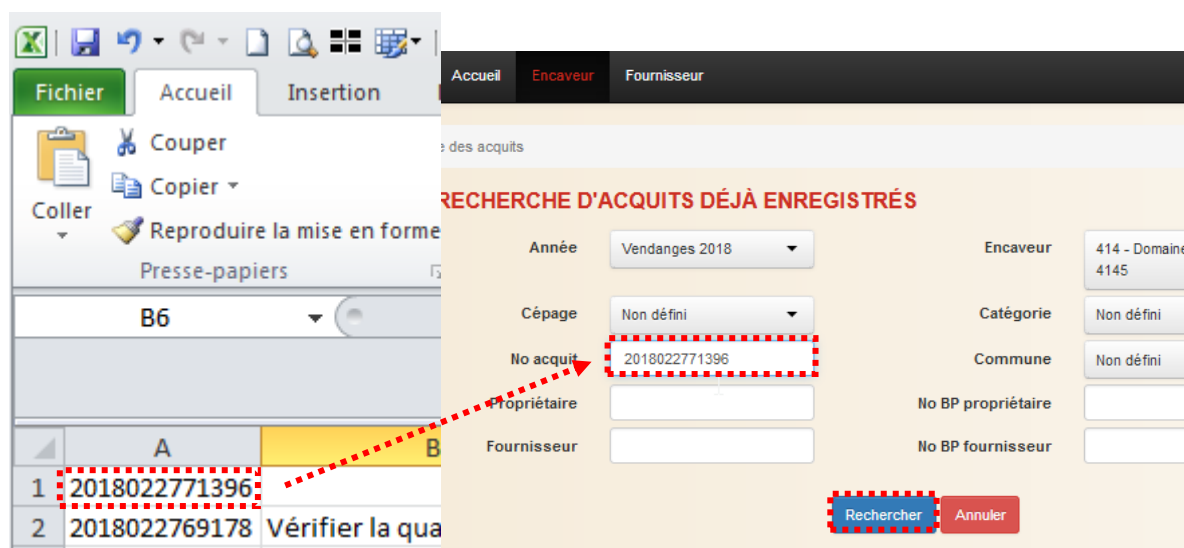 Fichier Accueil Insertion
Couper
Copier
Coller
Reproduire la mise en forme
Presse-papiers
B6
A B
1 2018022771396
2 2018022769178 Vérifier la qua
Accueil Encaveur Fournisseur
des acquits
RECHERCHE D'ACQUITS DÉJÀ ENREGISTRÉS
Année Vendanges 2018 Encaveur 414 - Domaine
4145
Cépage Non défini Catégorie Non défini
No acquit 2018022771396 Commune Non défini
Propriétaire No BP propriétaire
Fournisseur No BP fournisseur
Rechercher Annuler